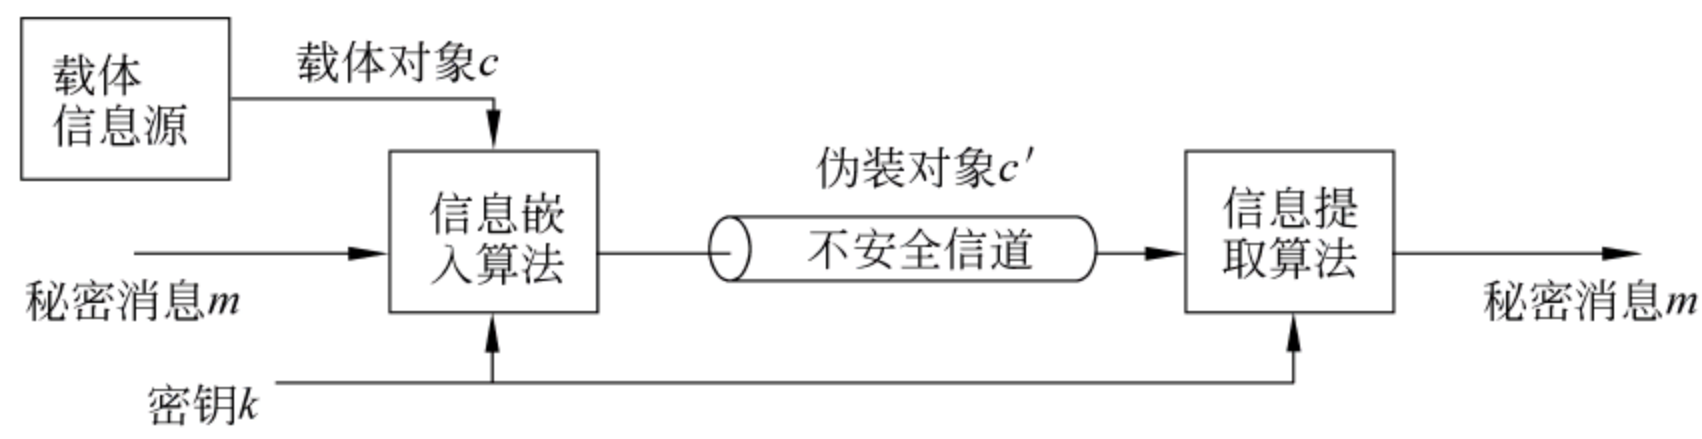 载体
信息源
载体对象c
信息嵌
入算法
秘密消息m
密钥k
伪装对象c′
不安全信道
信息提
取算法
秘密消息m